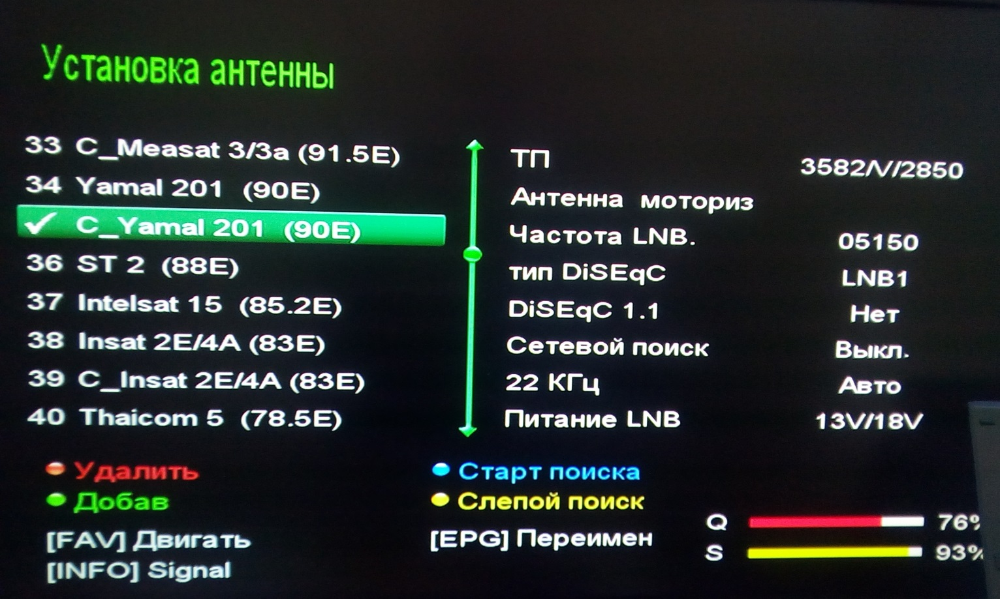 Установка антенны
33 C_Measat 3/3a (91.5E)
34 Yamal 201 (90E)
C_Yamal 201 (90E)
36 ST 2 (88E)
37 Intelsat 15 (85.2E)
38 Insat 2E/4A (83E)
39 C_Insat 2E/4A (83E)
40 Thaicom 5 (78.5E)
ТП 3582/V/2850
Антенна моториз
Частота LNB. 05150
тип DiSEqC LNB1
DiSEqC 1.1 Нет
Сетевой поиск Выкл.
22 КГц Авто
Питание LNB 13V/18V
Удалить
Добав
[FAV] Двигать
[INFO] Signal
Старт поиска
Слепой поиск
[EPG] Переимен
Q 76%
S 93%